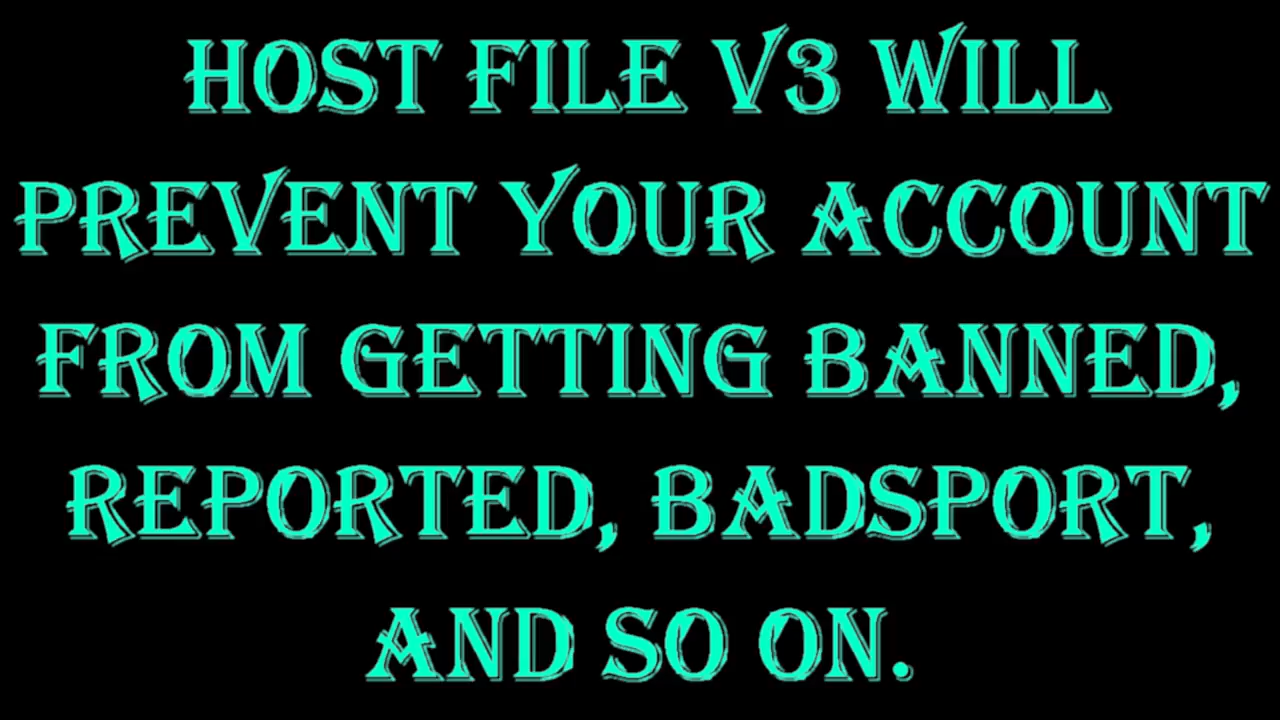 HOST FILE V3 WILL
PREVENT YOUR ACCOUNT
FROM GETTING BANNED,
REPORTED, BADSPORT,
AND SO ON.